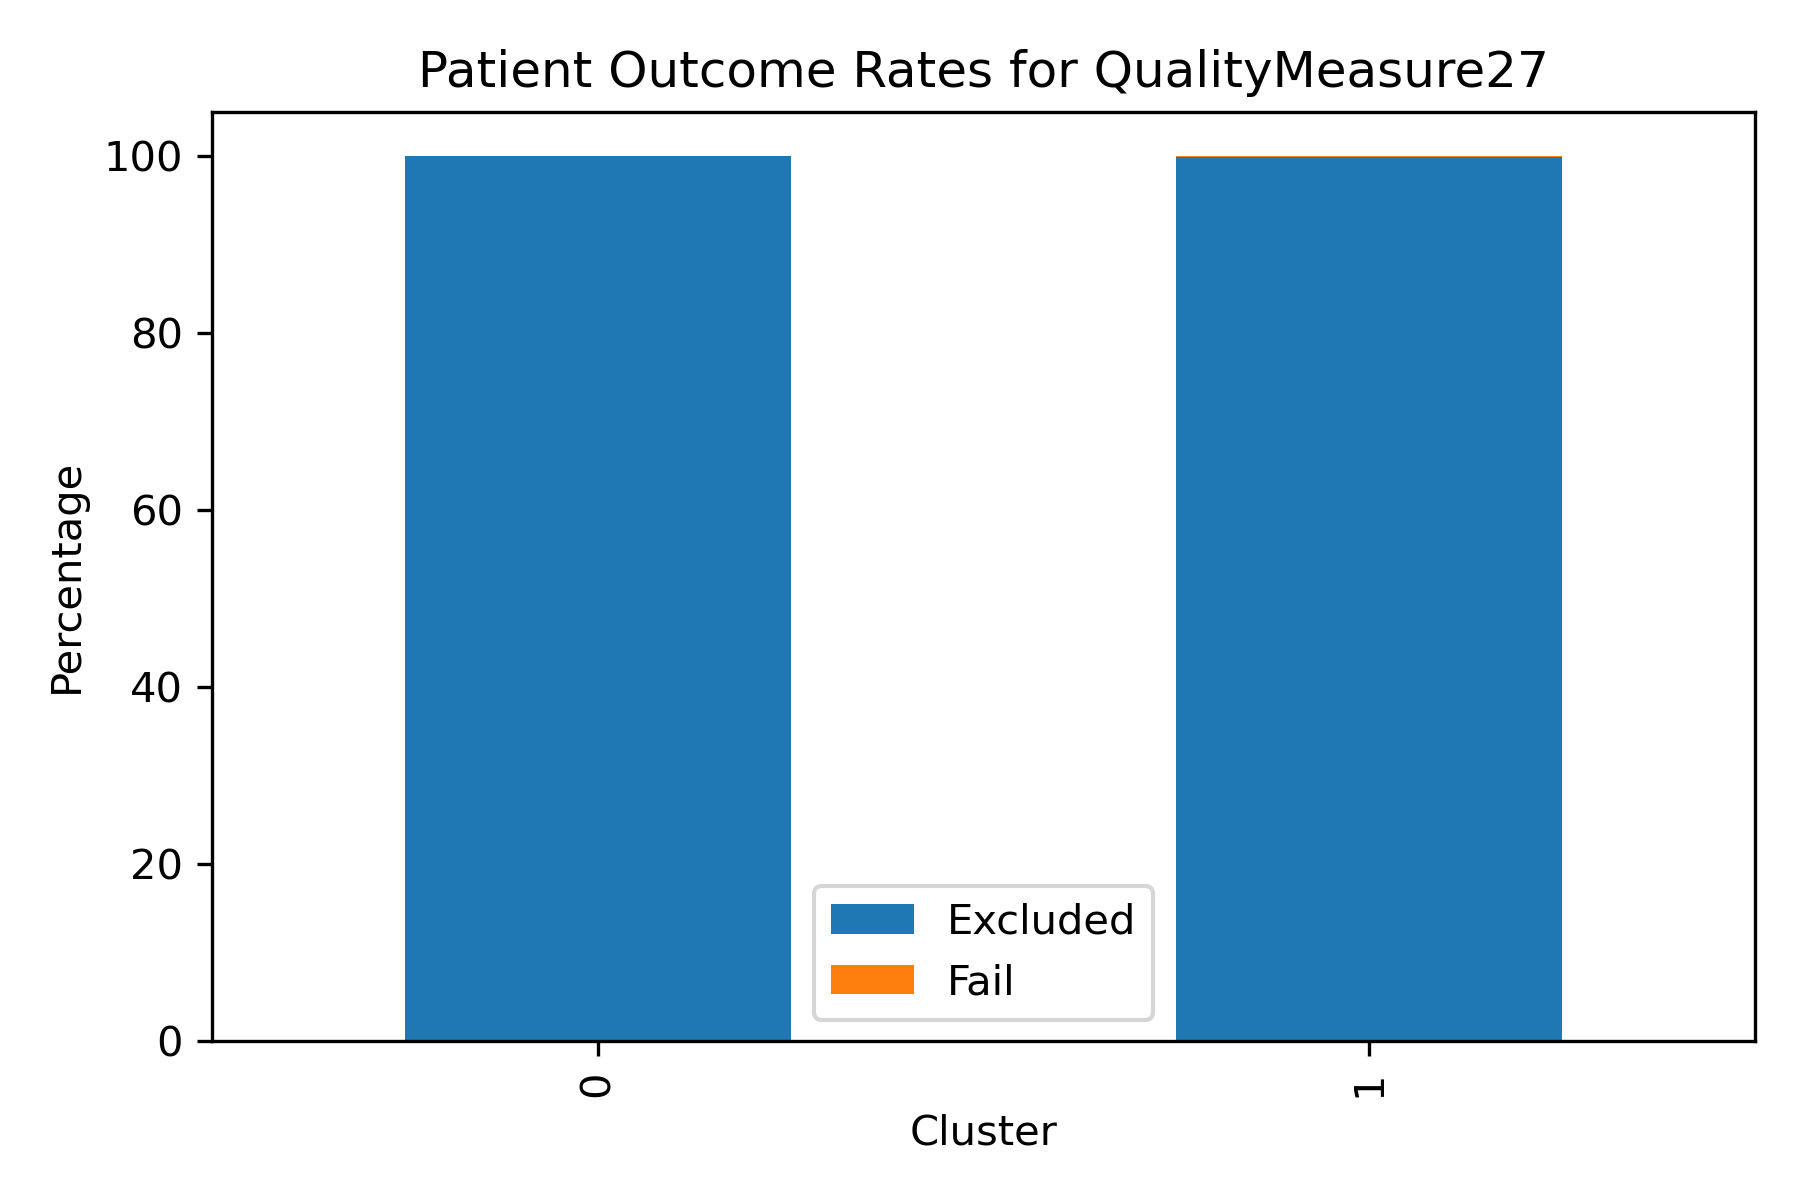 Patient Outcome Rates for QualityMeasure27
100
80
60
40
20
0
Percentage
Excluded
Fail
0
1
Cluster